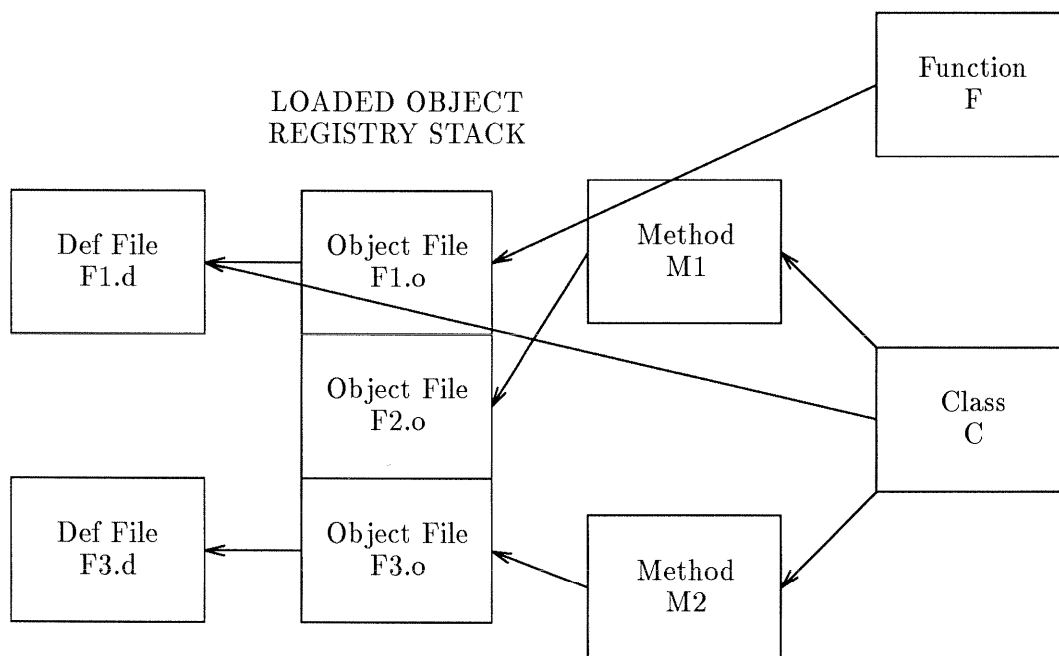 Function
F
LOADED OBJECT
REGISTRY STACK
Def File
F1.d
Object File
F1.o
Method
M1
Object File
F2.o
Class
C
Def File
F3.d
Object File
F3.o
Method
M2